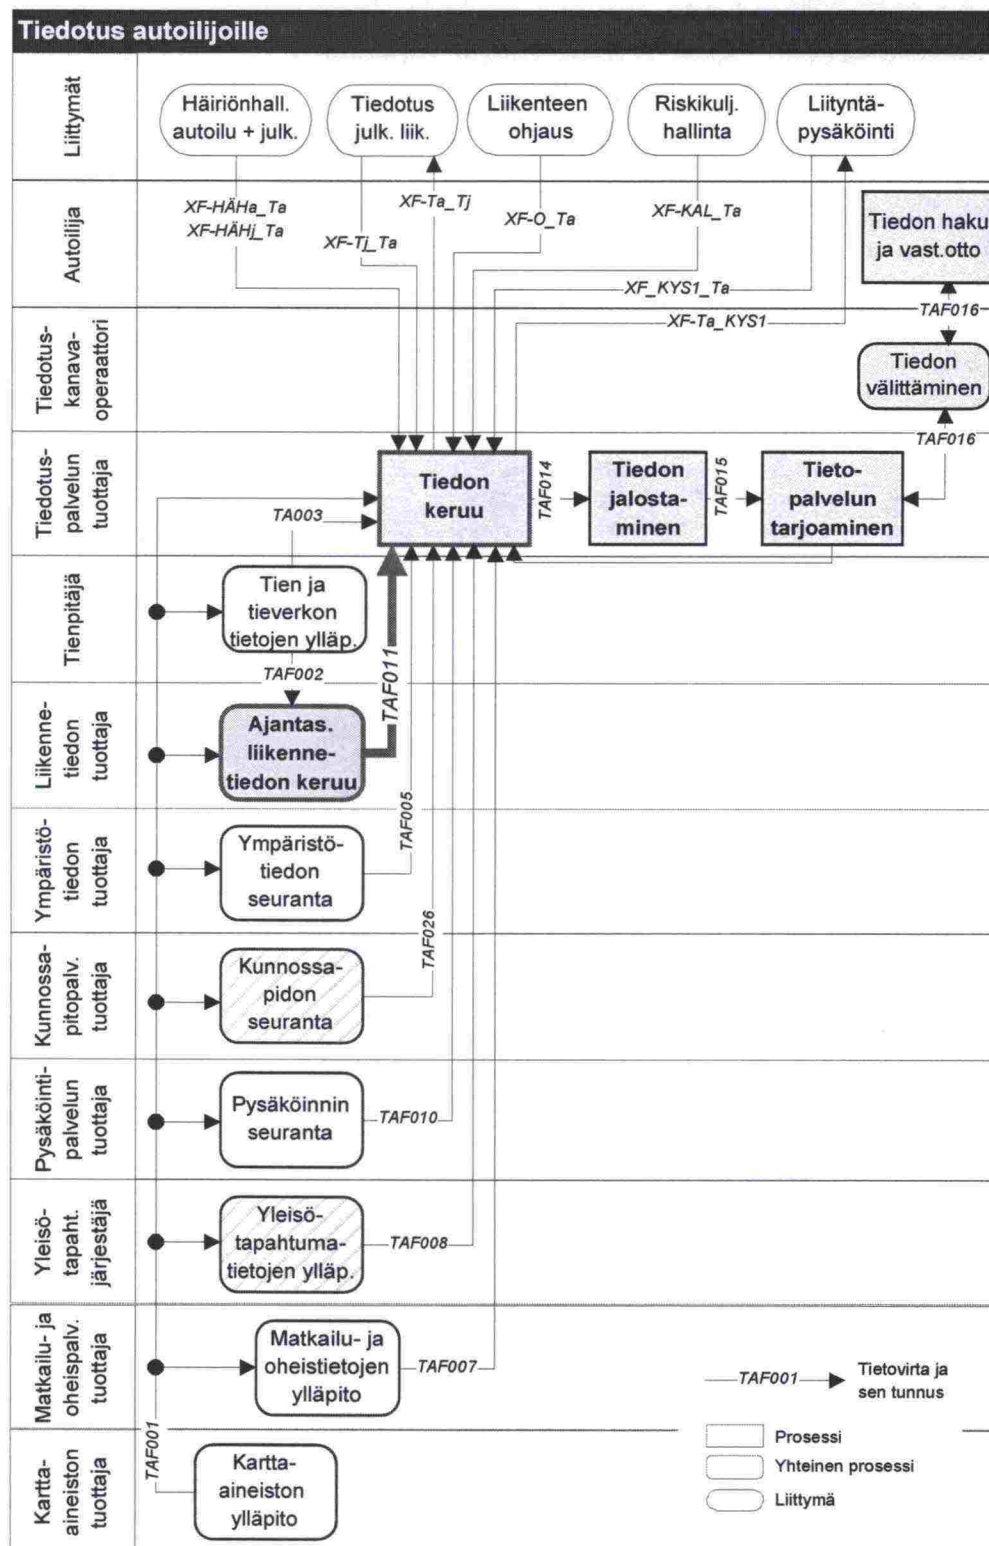 Tiedotus autoilijoille
Liittymät
Häiriönhall.
autoilu + julk.
Tiedotus
julk. liik.
Liikenteen
ohjaus
Riskikulj.
hallinta
Liityntä-
pysäköinti
Autoilija
XF-HÄHa_Ta
XF-HÄHj_Ta
XF-Tj_Ta
XF-Ta_Tj
XF-O_Ta
XF-KAL_Ta
XF_KYS1_Ta
Tiedon haku
ja vast.otto
TAF016
Tiedotus-
kanava-
operaattori
XF-Ta_KYS1
Tiedon
välittäminen
TAF016
Tiedotus-
palvelun
tuottaja
TA003
Tiedon
keruu
TAF014
Tiedon
jalosta-
minen
TAF015
Tieto-
palvelun
tarjoaminen
Tienpitäjä
Tien ja
tieverkon
tietojen ylläp.
TAF002
TAF011
Liikenne-
tiedon
tuottaja
Ajantas.
liikenne-
tiedon keruu
TAF005
Ympäristö-
tiedon
tuottaja
Ympäristö-
tiedon
seuranta
TAF026
Kunnossa-
pitopalv.
tuottaja
Kunnossa-
pidon
seuranta
Pysäköinti-
palvelun
tuottaja
Pysäköinnin
seuranta
TAF010
Yleisö-
tapaht.
järjestäjä
Yleisö-
tapahtuma-
tietojen ylläp.
TAF008
Matkailu- ja
oheispalv.
tuottaja
Matkailu- ja
oheistietojen
ylläpito
TAF007
TAF001
Kartta-
aineiston
tuottaja
Kartta-
aineiston
ylläpito
TAF001
Tietovirta ja
sen tunnus
Prosessi
Yhteinen prosessi
Liittymä